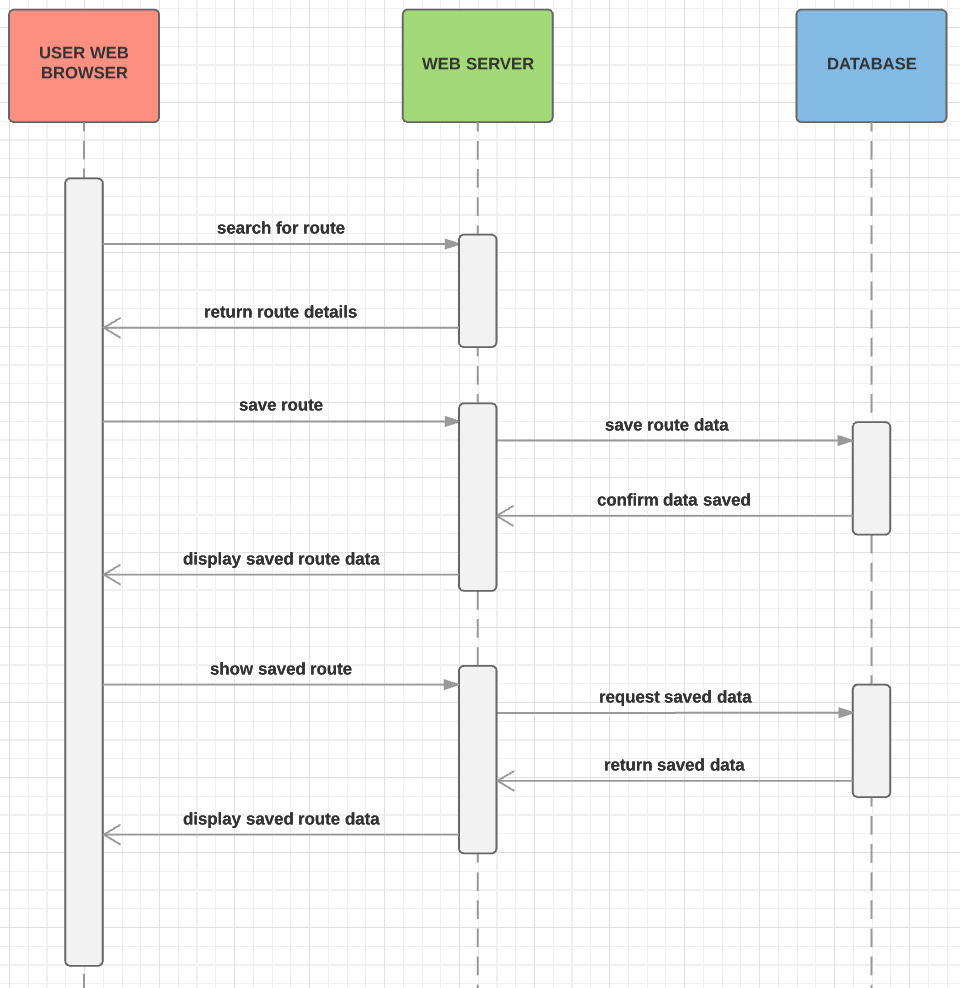 USER WEB
BROWSER
WEB SERVER
DATABASE
search for route
return route details
save route
save route data
confirm data saved
display saved route data
show saved route
request saved data
return saved data
display saved route data